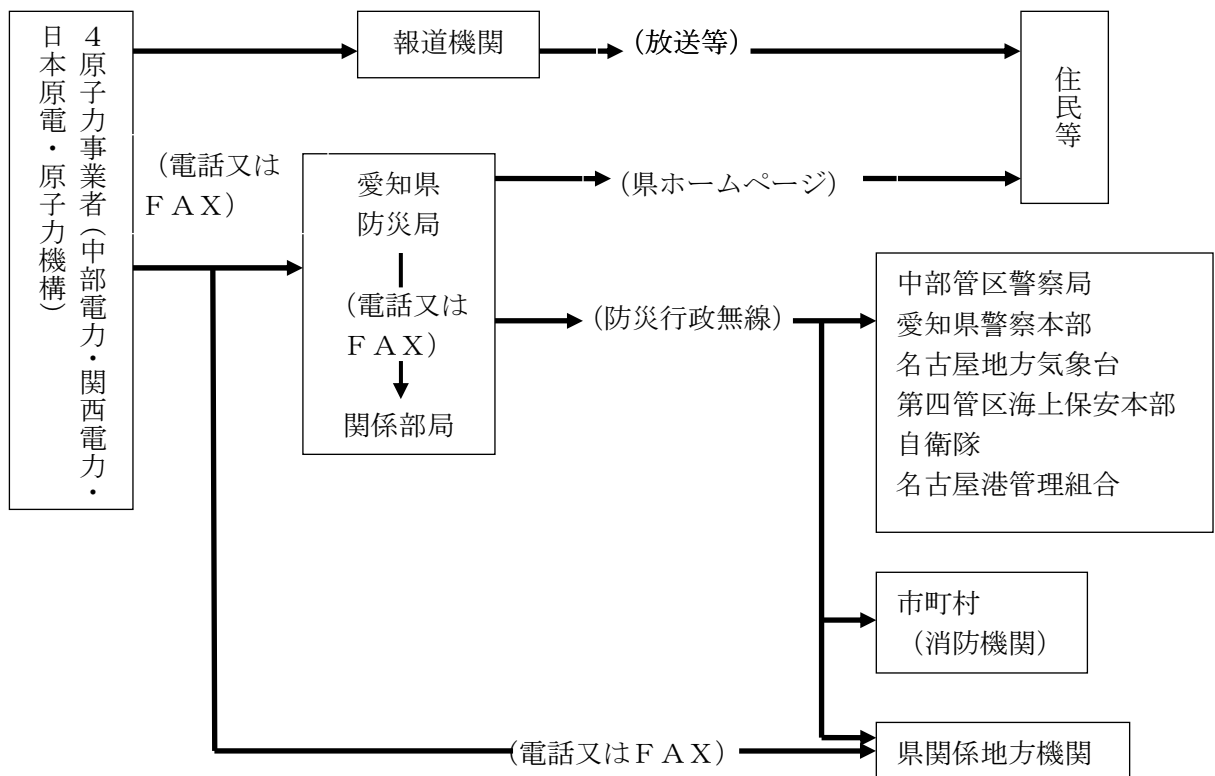 ４原子力事業者（中部電力・関西電力・
日本原電・原子力機構）
報道機関
（放送等）
住民等
（電話又は
ＦＡＸ）
愛知県
防災局
（電話又は
ＦＡＸ）
関係部局
（県ホームページ）
（防災行政無線）
中部管区警察局
愛知県警察本部
名古屋地方気象台
第四管区海上保安本部
自衛隊
名古屋港管理組合
市町村
（消防機関）
（電話又はＦＡＸ）
県関係地方機関